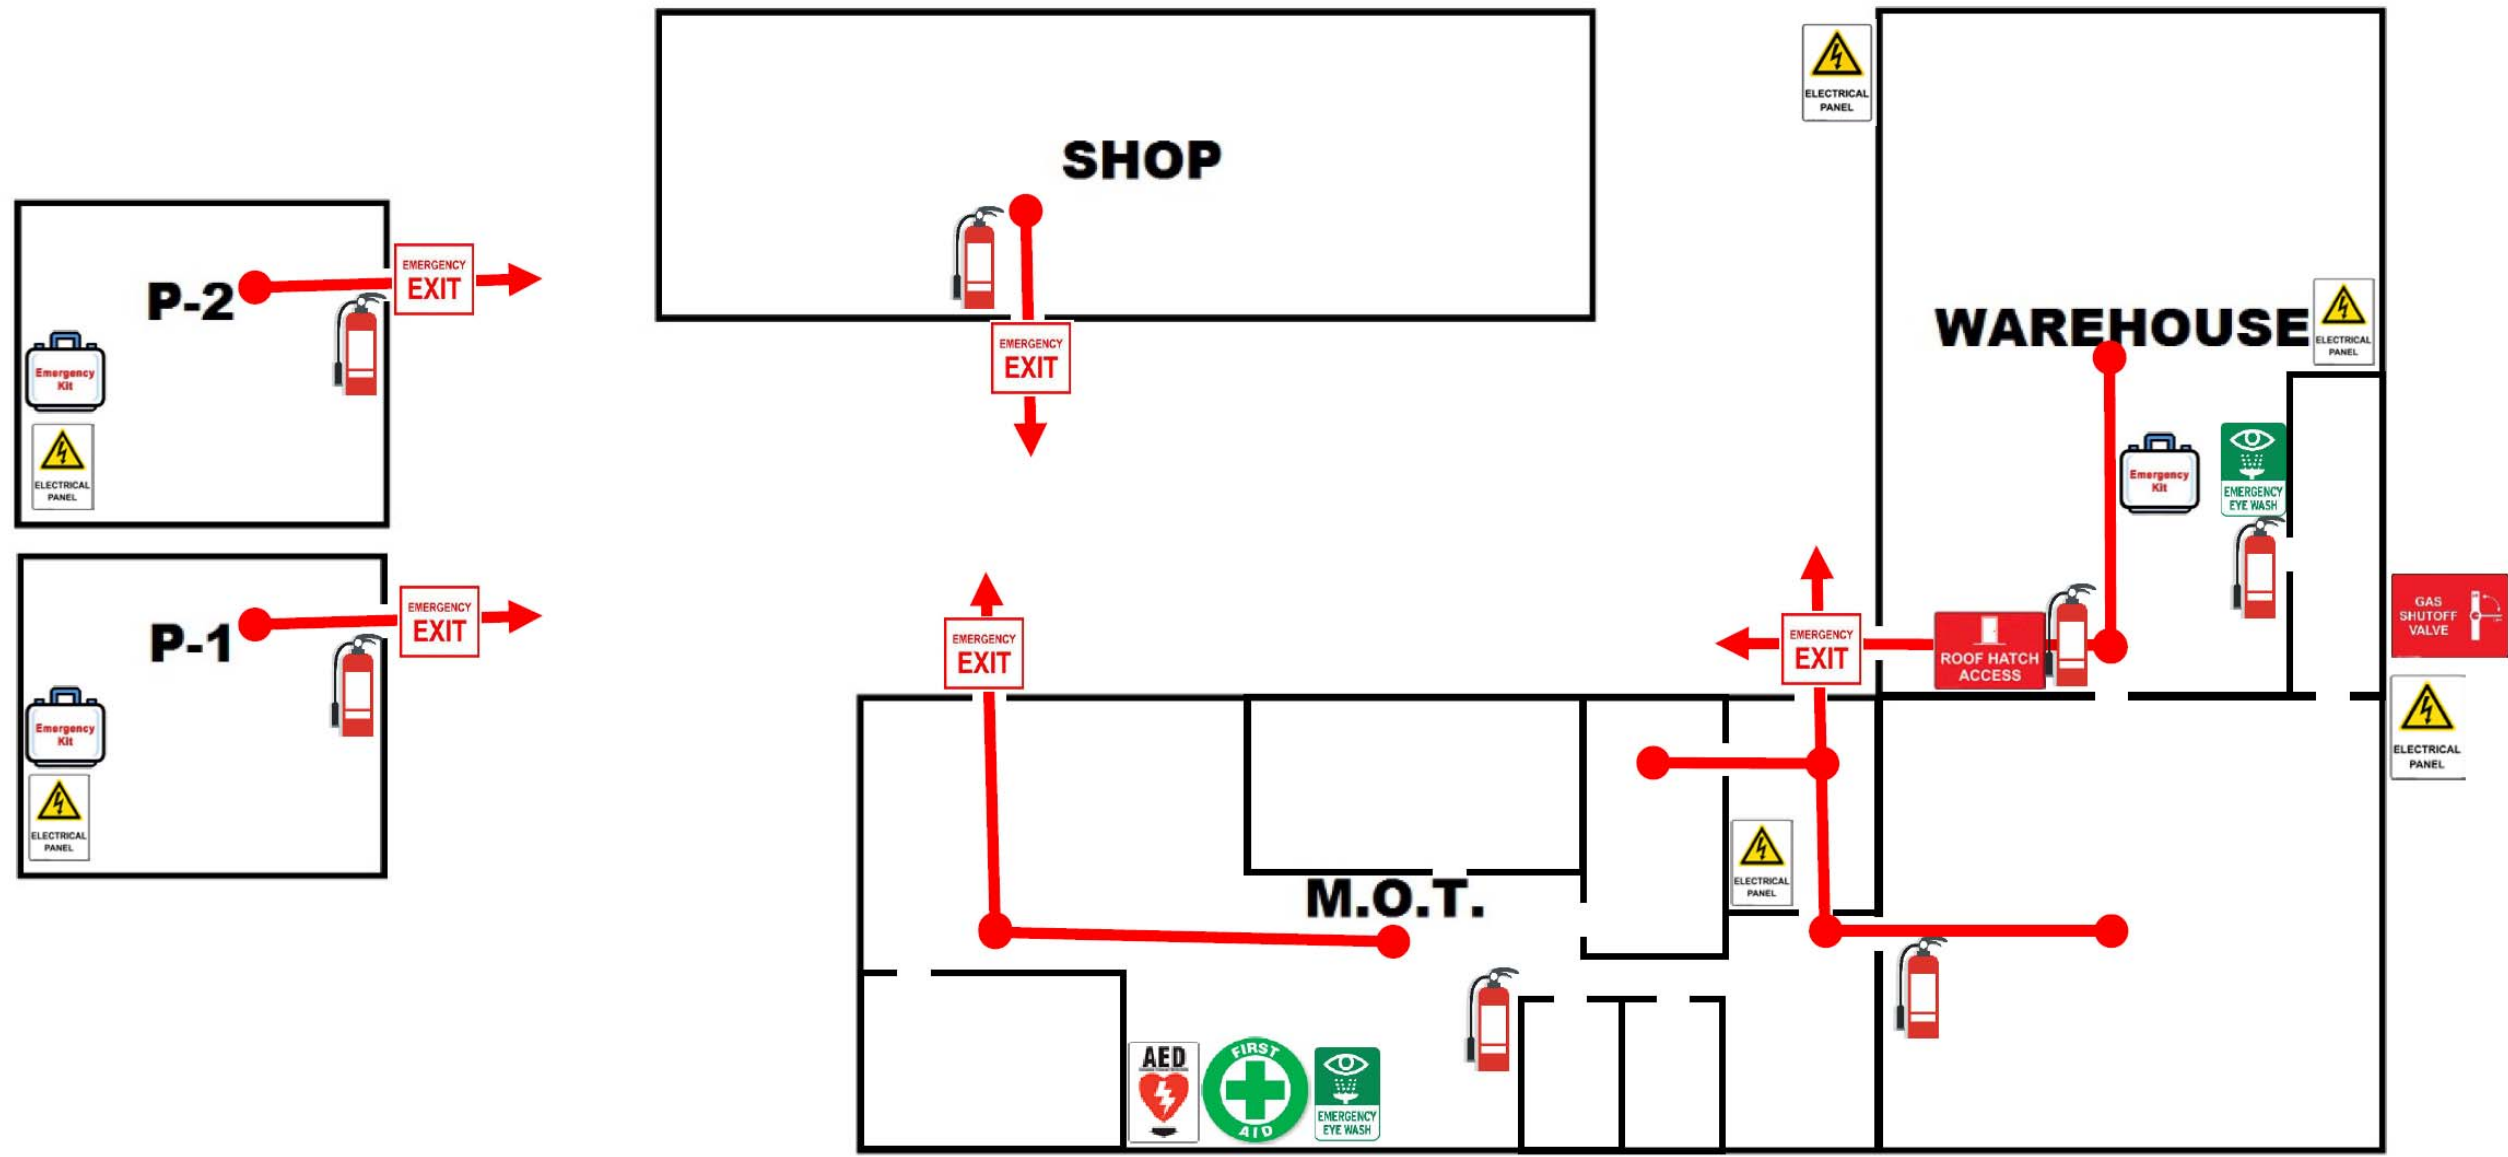 ELECTRICAL
PANEL
SHOP
EMERGENCY
EXIT
P-2
EMERGENCY
EXIT
WAREHOUSE
ELECTRICAL
PANEL
Emergency
Kit
ELECTRICAL
PANEL
Emergency
Kit
EMERGENCY
EYE WASH
P-1
EMERGENCY
EXIT
EMERGENCY
EXIT
EMERGENCY
EXIT
ROOF HATCH
ACCESS
GAS
SHUTOFF
VALVE
Emergency
Kit
ELECTRICAL
PANEL
ELECTRICAL
PANEL
M.O.T.
ELECTRICAL
PANEL
AED
FIRST
AID
EMERGENCY
EYE WASH